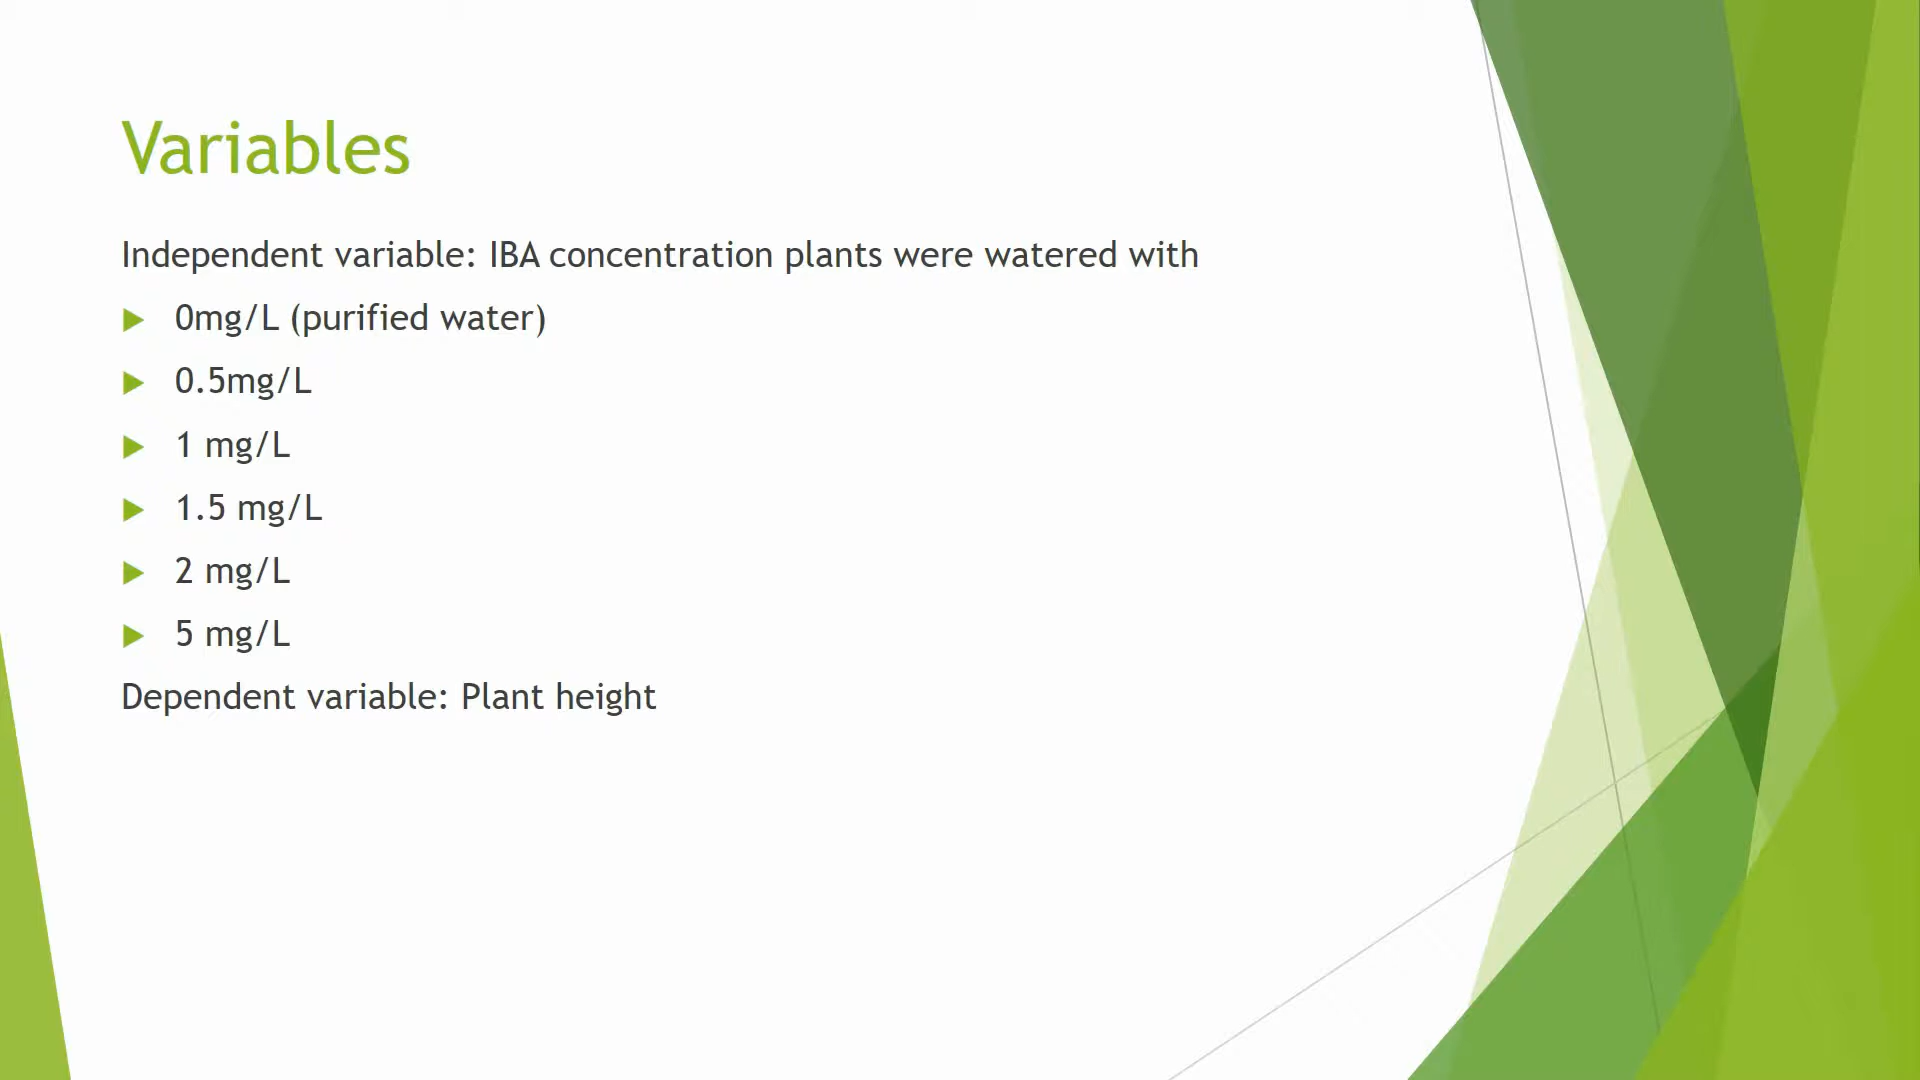 Variables
Independent variable: IBA concentration plants were watered with
0mg/L (purified water)
0.5mg/L
1 mg/L
1.5 mg/L
2 mg/L
5 mg/L
Dependent variable: Plant height